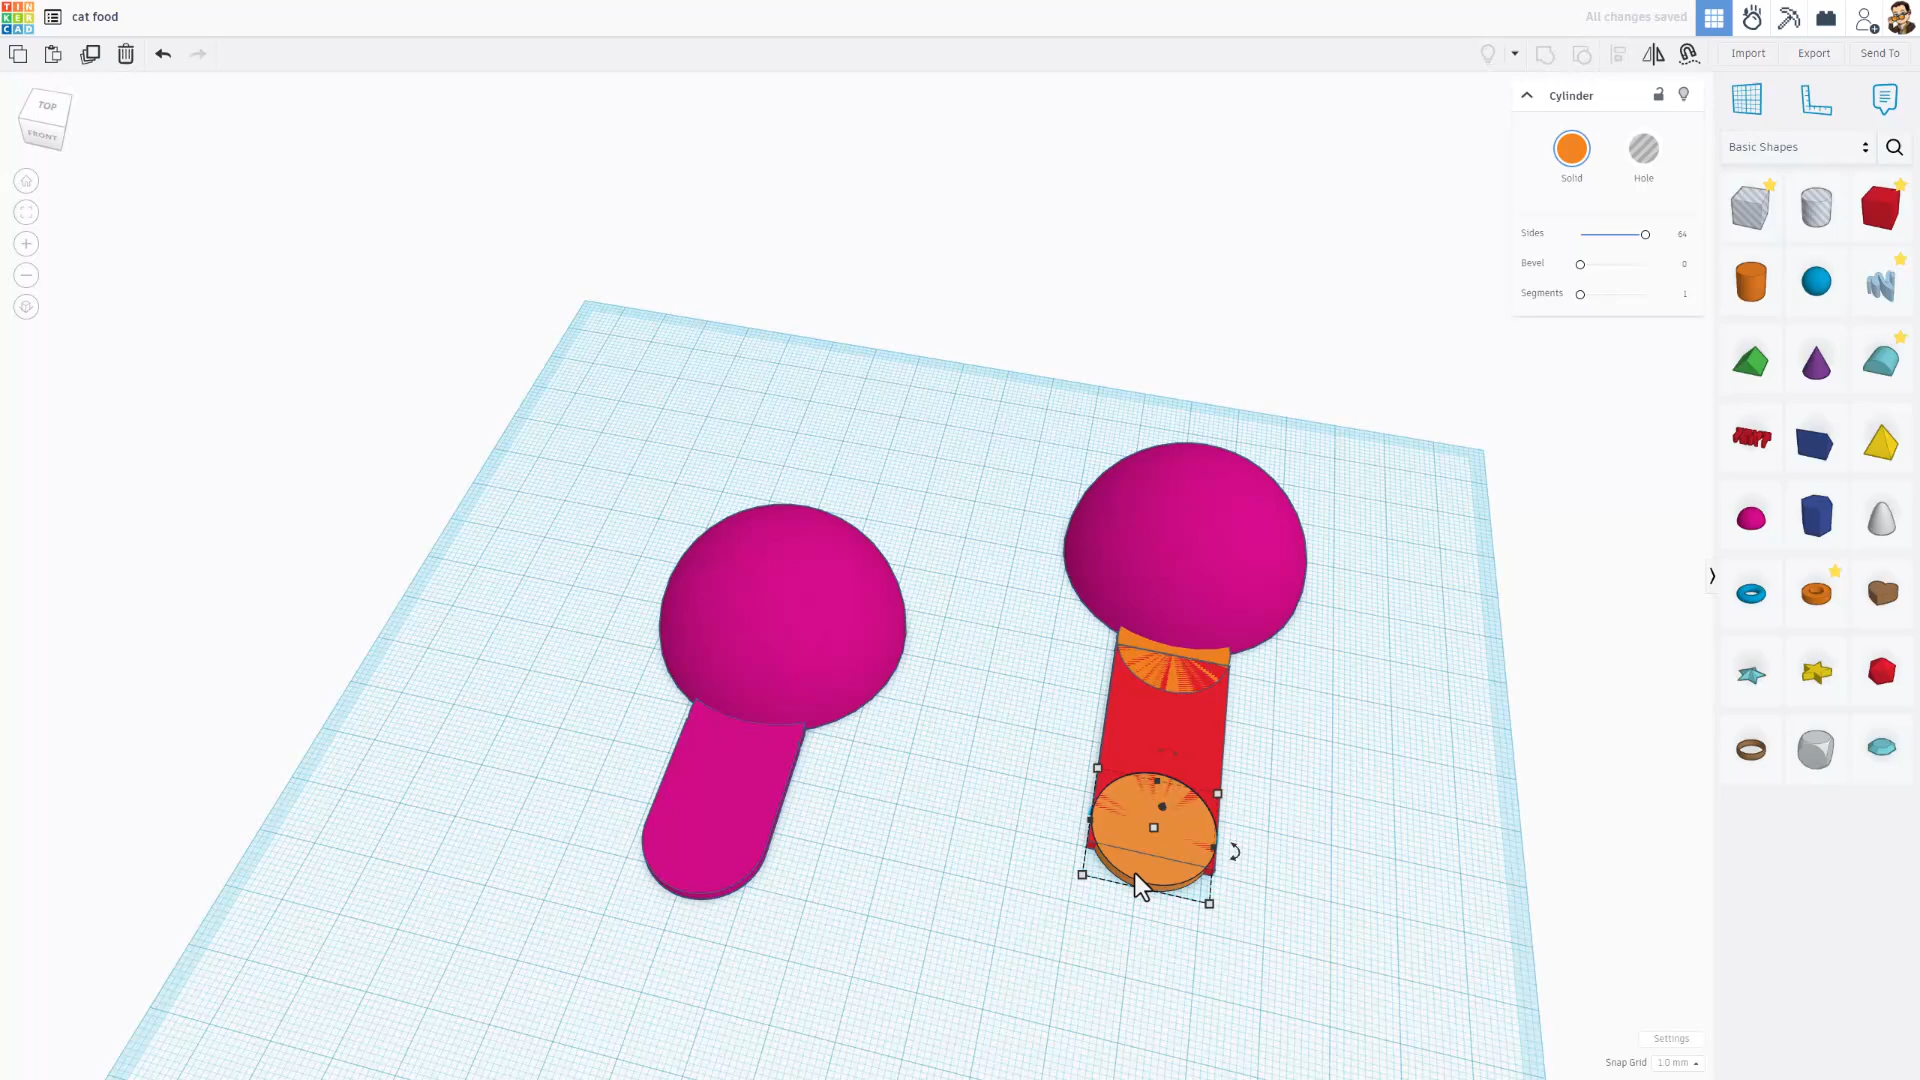 TIN
KER
CAD
cat food
All changes saved
Import
Export
Send To
TOP
FRONT
Cylinder
Solid
Hole
Sides
64
Bevel
0
Segments
1
Basic Shapes
TEXT
Settings
Snap Grid
1.0 mm